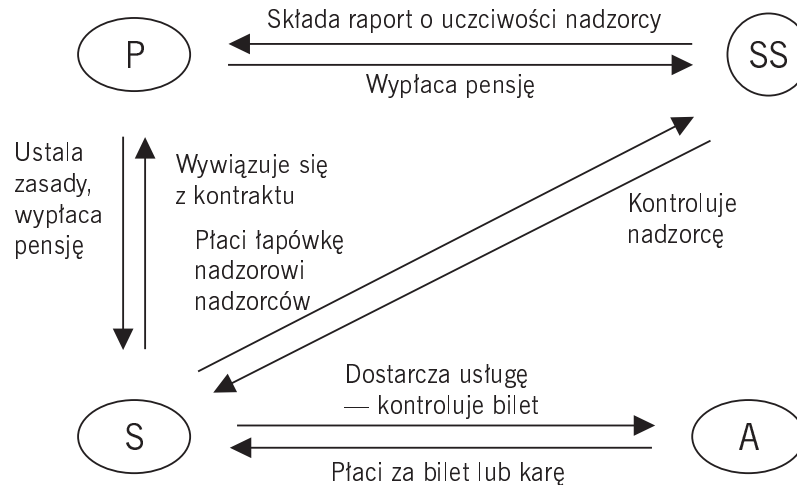 Składa raport o uczciwości nadzorcy
P
SS
Wypłaca pensję
Ustala
zasady,
wypłaca
pensję
Wywiązuje się
z kontraktu
Płaci łapówkę
nadzorowi
nadzorców
Kontroluje
nadzorcę
Dostarcza usługę
— kontroluje bilet
S
A
Płaci za bilet lub karę